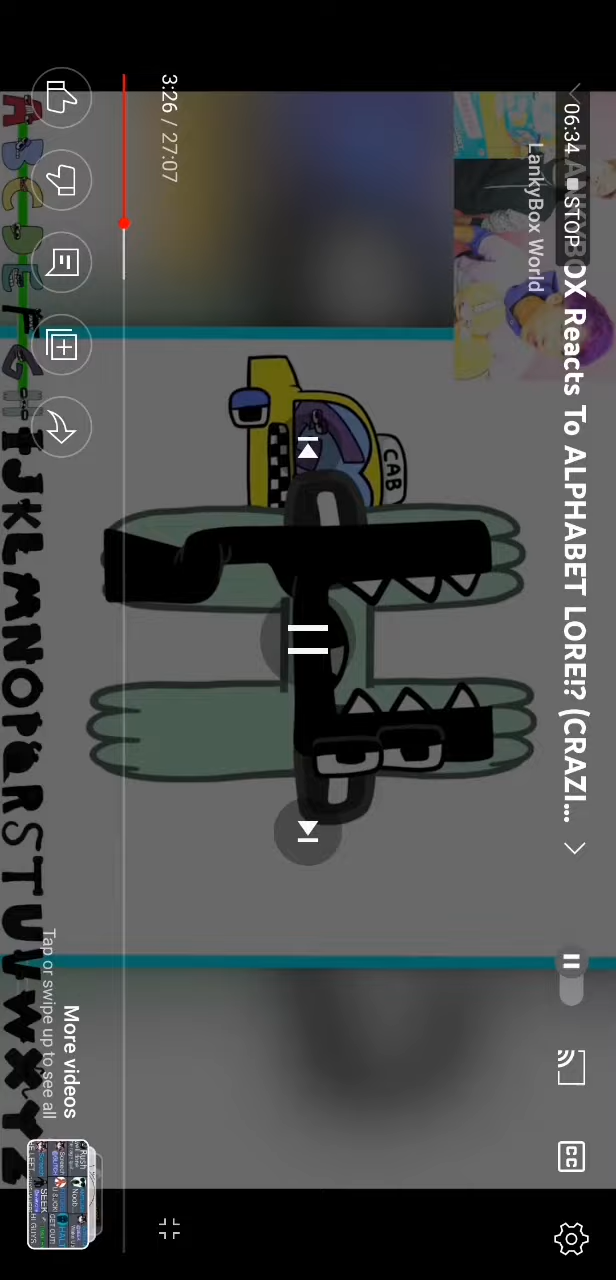 06:34 STOP
OX Reacts To ALPHABET LORE!? (CRAZI...
LankyBox World
CAB
3:26 / 27:07
More videos
Tap or swipe up to see all
A B C D E F G H I J K L M N O P Q R S T U V W X Y Z